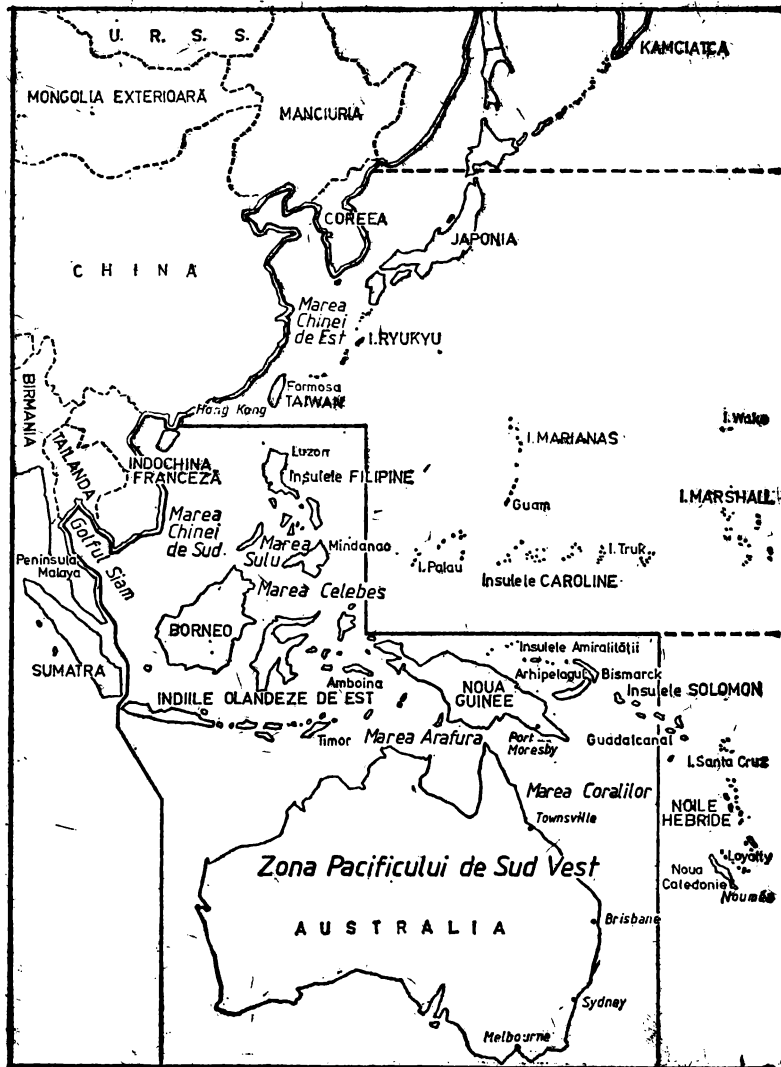 U. R. S. S.
KAMCIATCA
MONGOLIA EXTERIOARĂ
MANCIURIA
COREEA
JAPONIA
CHINA
Marea
Chinei
de Est
I.RYUKYU
BIRMANIA
Formosa
TAIWAN
Hong Kong
I.Wake
I.MARIANAS
TAILANDA
INDOCHINA
FRANCEZĂ
Luzon
Insulele FILIPINE
Guam
I.MARSHALL
Golful Siam
Marea
Chinei
de Sud
Marea
Sulu
Mindanao
I.Palau
I.Truk
Insulele CAROLINE
Peninsula
Malaya
Marea Celebes
BORNEO
SUMATRA
Insulele Amiralității
Amboina
Arhipelagul Bismarck
NOUA
GUINEE
Insulele SOLOMON
INDIILE OLANDEZE DE EST
Timor
Marea Arafura
Port
Moresby
Guadalcanal
I.Santa Cruz
Marea Coralilor
NOILE
HEBRIDE
Townsville
Loyalty
Zona Pacificului de Sud Vest
Noua
Caledonie
Nouméa
AUSTRALIA
Brisbane
Sydney
Melbourne